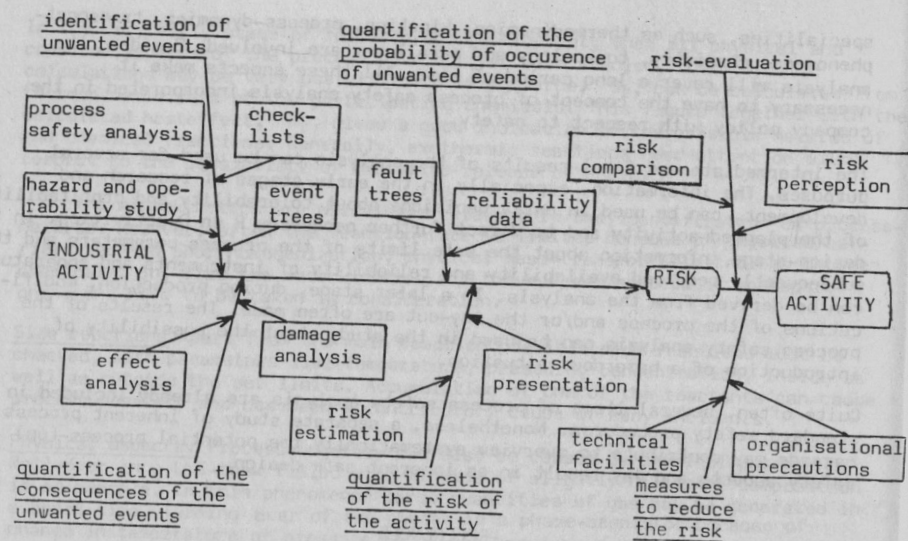 identification of
unwanted events
quantification of the
probability of occurence
of unwanted events
risk-evaluation
process
safety analysis
check-
lists
hazard and ope-
rability study
event
trees
fault
trees
reliability
data
risk
comparison
risk
perception
INDUSTRIAL
ACTIVITY
RISK
SAFE
ACTIVITY
effect
analysis
damage
analysis
risk
estimation
risk
presentation
technical
facilities
organisational
precautions
quantification of the
consequences of the
unwanted events
quantification
of the risk of
the activity
measures
to reduce
the risk